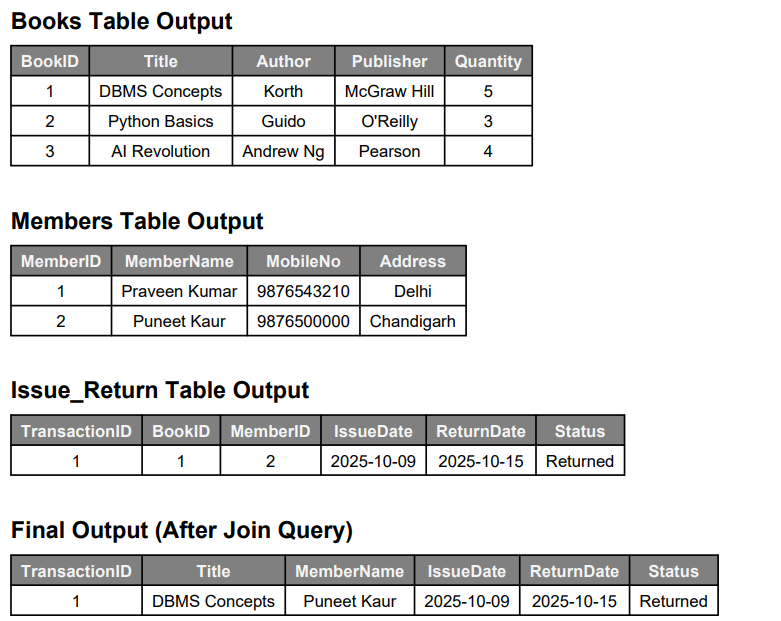 Books Table Output
BookID Title Author Publisher Quantity
1 DBMS Concepts Korth McGraw Hill 5
2 Python Basics Guido O'Reilly 3
3 AI Revolution Andrew Ng Pearson 4
Members Table Output
MemberID MemberName MobileNo Address
1 Praveen Kumar 9876543210 Delhi
2 Puneet Kaur 9876500000 Chandigarh
Issue_Return Table Output
TransactionID BookID MemberID IssueDate ReturnDate Status
1 1 2 2025-10-09 2025-10-15 Returned
Final Output (After Join Query)
TransactionID Title MemberName IssueDate ReturnDate Status
1 DBMS Concepts Puneet Kaur 2025-10-09 2025-10-15 Returned